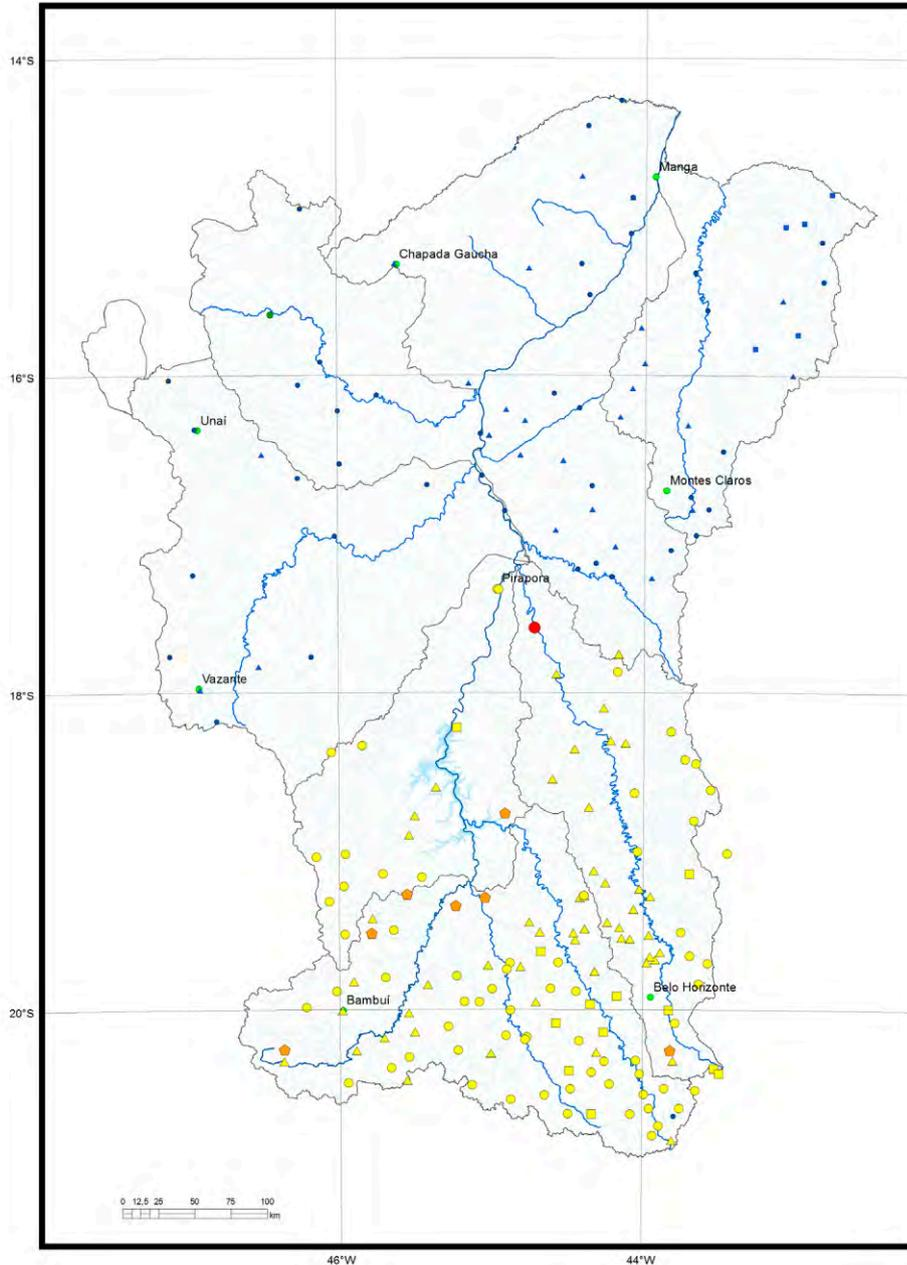 14°S
Manga
Chapada Gaúcha
16°S
Unaí
Montes Claros
Pirapora
18°S
Vazante
Belo Horizonte
20°S
Bambuí
0 12,5 25 50 75 100
km
46°W 44°W